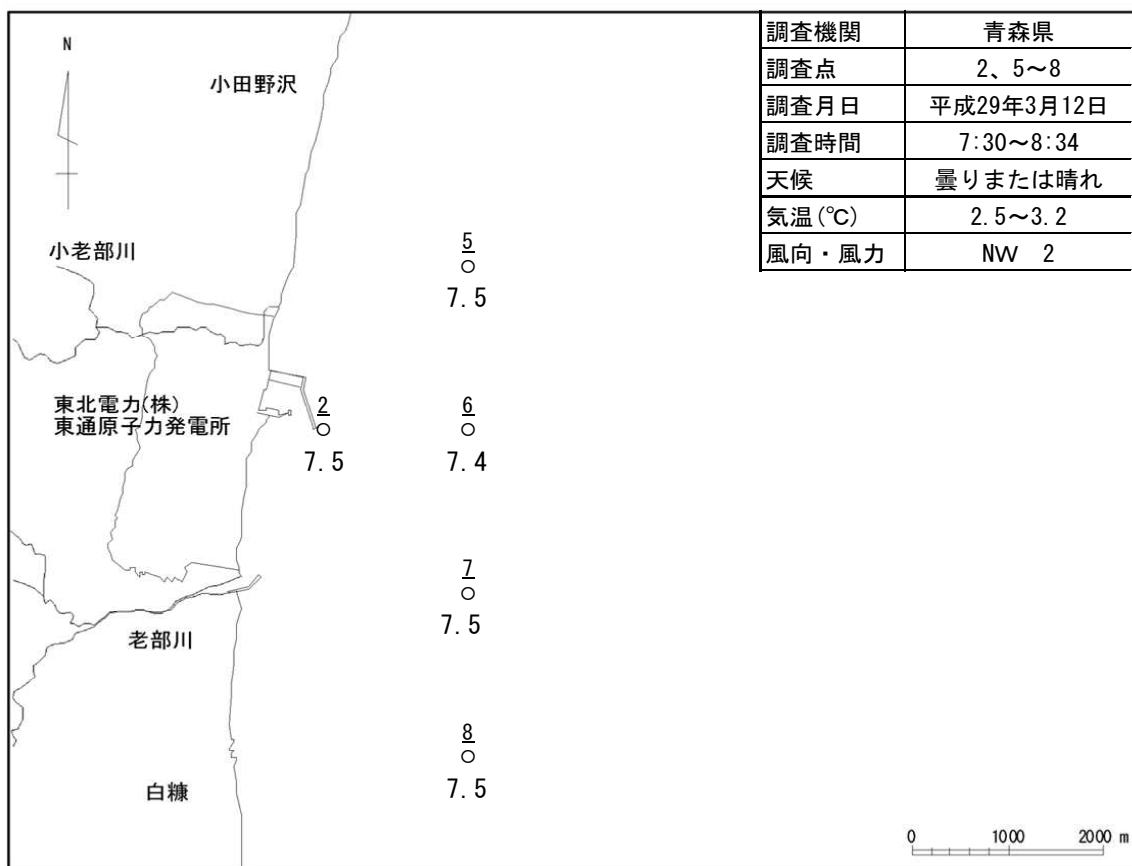 N
小田野沢
小老部川
東北電力(株)
東通原子力発電所
老部川
白糠
5
7.5
2
7.5
6
7.4
7
7.5
8
7.5
調査機関 青森県
調査点 2、5～8
調査月日 平成29年3月12日
調査時間 7:30～8:34
天候 曇りまたは晴れ
気温(℃) 2.5～3.2
風向・風力 NW 2
0 1000 2000 m